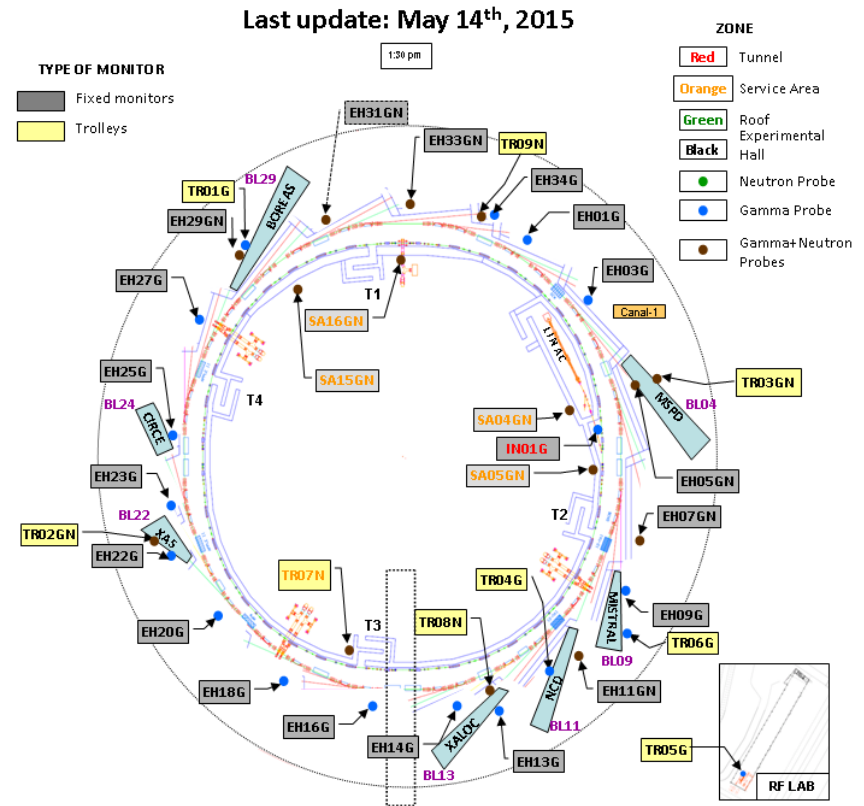 Last update: May 14th, 2015
1:30 pm
ZONE
Red Tunnel
Orange Service Area
Green Roof
Black Experimental Hall
Neutron Probe
Gamma Probe
Gamma+Neutron
Probes
TYPE OF MONITOR
Fixed monitors
Trolleys
EH31GN
EH33GN
TR09N
EH34G
EH01G
EH03G
Canal-1
TR01G
BL29
EH29GN
BOREAS
EH27G
T1
SA16GN
SA15GN
LINAC
EH25G
BL24
CIRCE
T4
TR03GN
BL04
MSPD
SA04GN
IN01G
SA05GN
EH05GN
EH23G
BL22
XAS
TR02GN
EH22G
T2
EH07GN
TR07N
TR04G
MISTRAL
EH09G
EH20G
T3
TR08N
TR06G
BL09
NCD
EH11GN
EH18G
EH16G
EH14G
XALOC
BL11
EH13G
BL13
TR05G
RF LAB